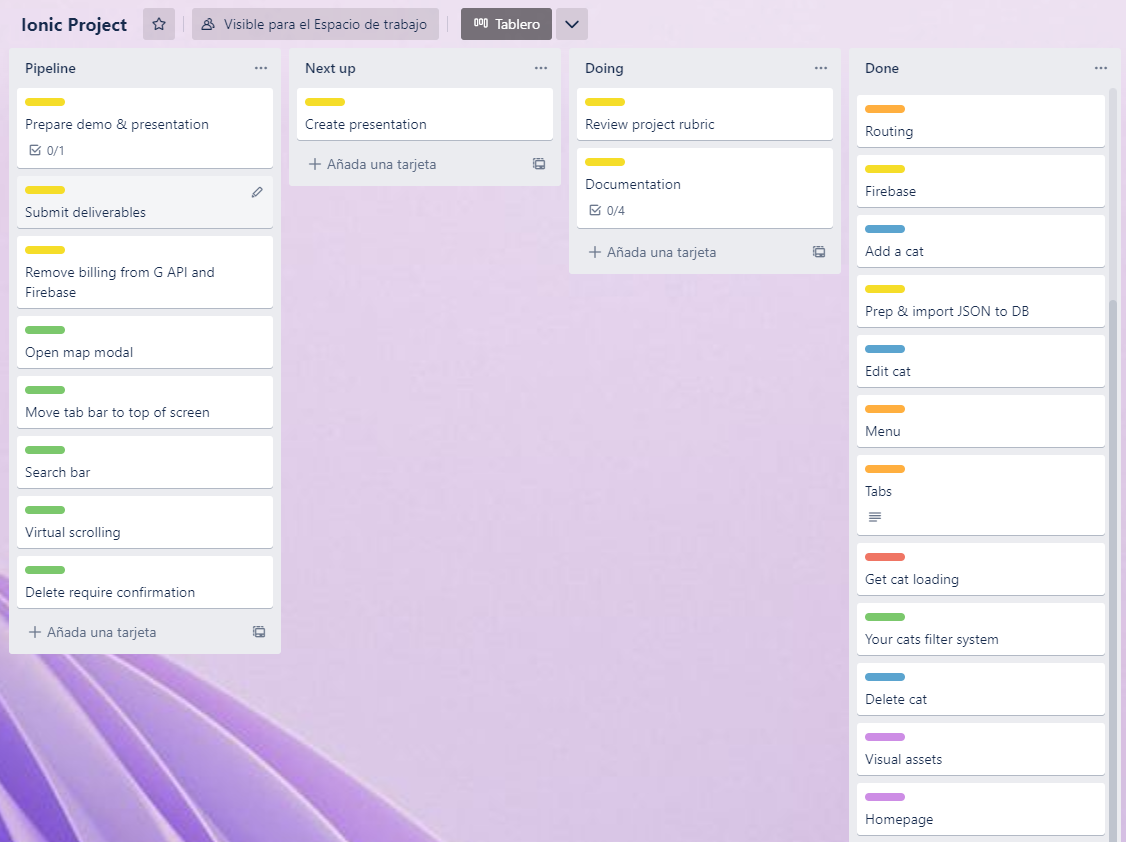 Ionic Project
Visible para el Espacio de trabajo
Tablero
Pipeline
Prepare demo & presentation
0/1
Submit deliverables
Remove billing from G API and
Firebase
Open map modal
Move tab bar to top of screen
Search bar
Virtual scrolling
Delete require confirmation
Añada una tarjeta
Next up
Create presentation
Añada una tarjeta
Doing
Review project rubric
Documentation
0/4
Añada una tarjeta
Done
Routing
Firebase
Add a cat
Prep & import JSON to DB
Edit cat
Menu
Tabs
Get cat loading
Your cats filter system
Delete cat
Visual assets
Homepage